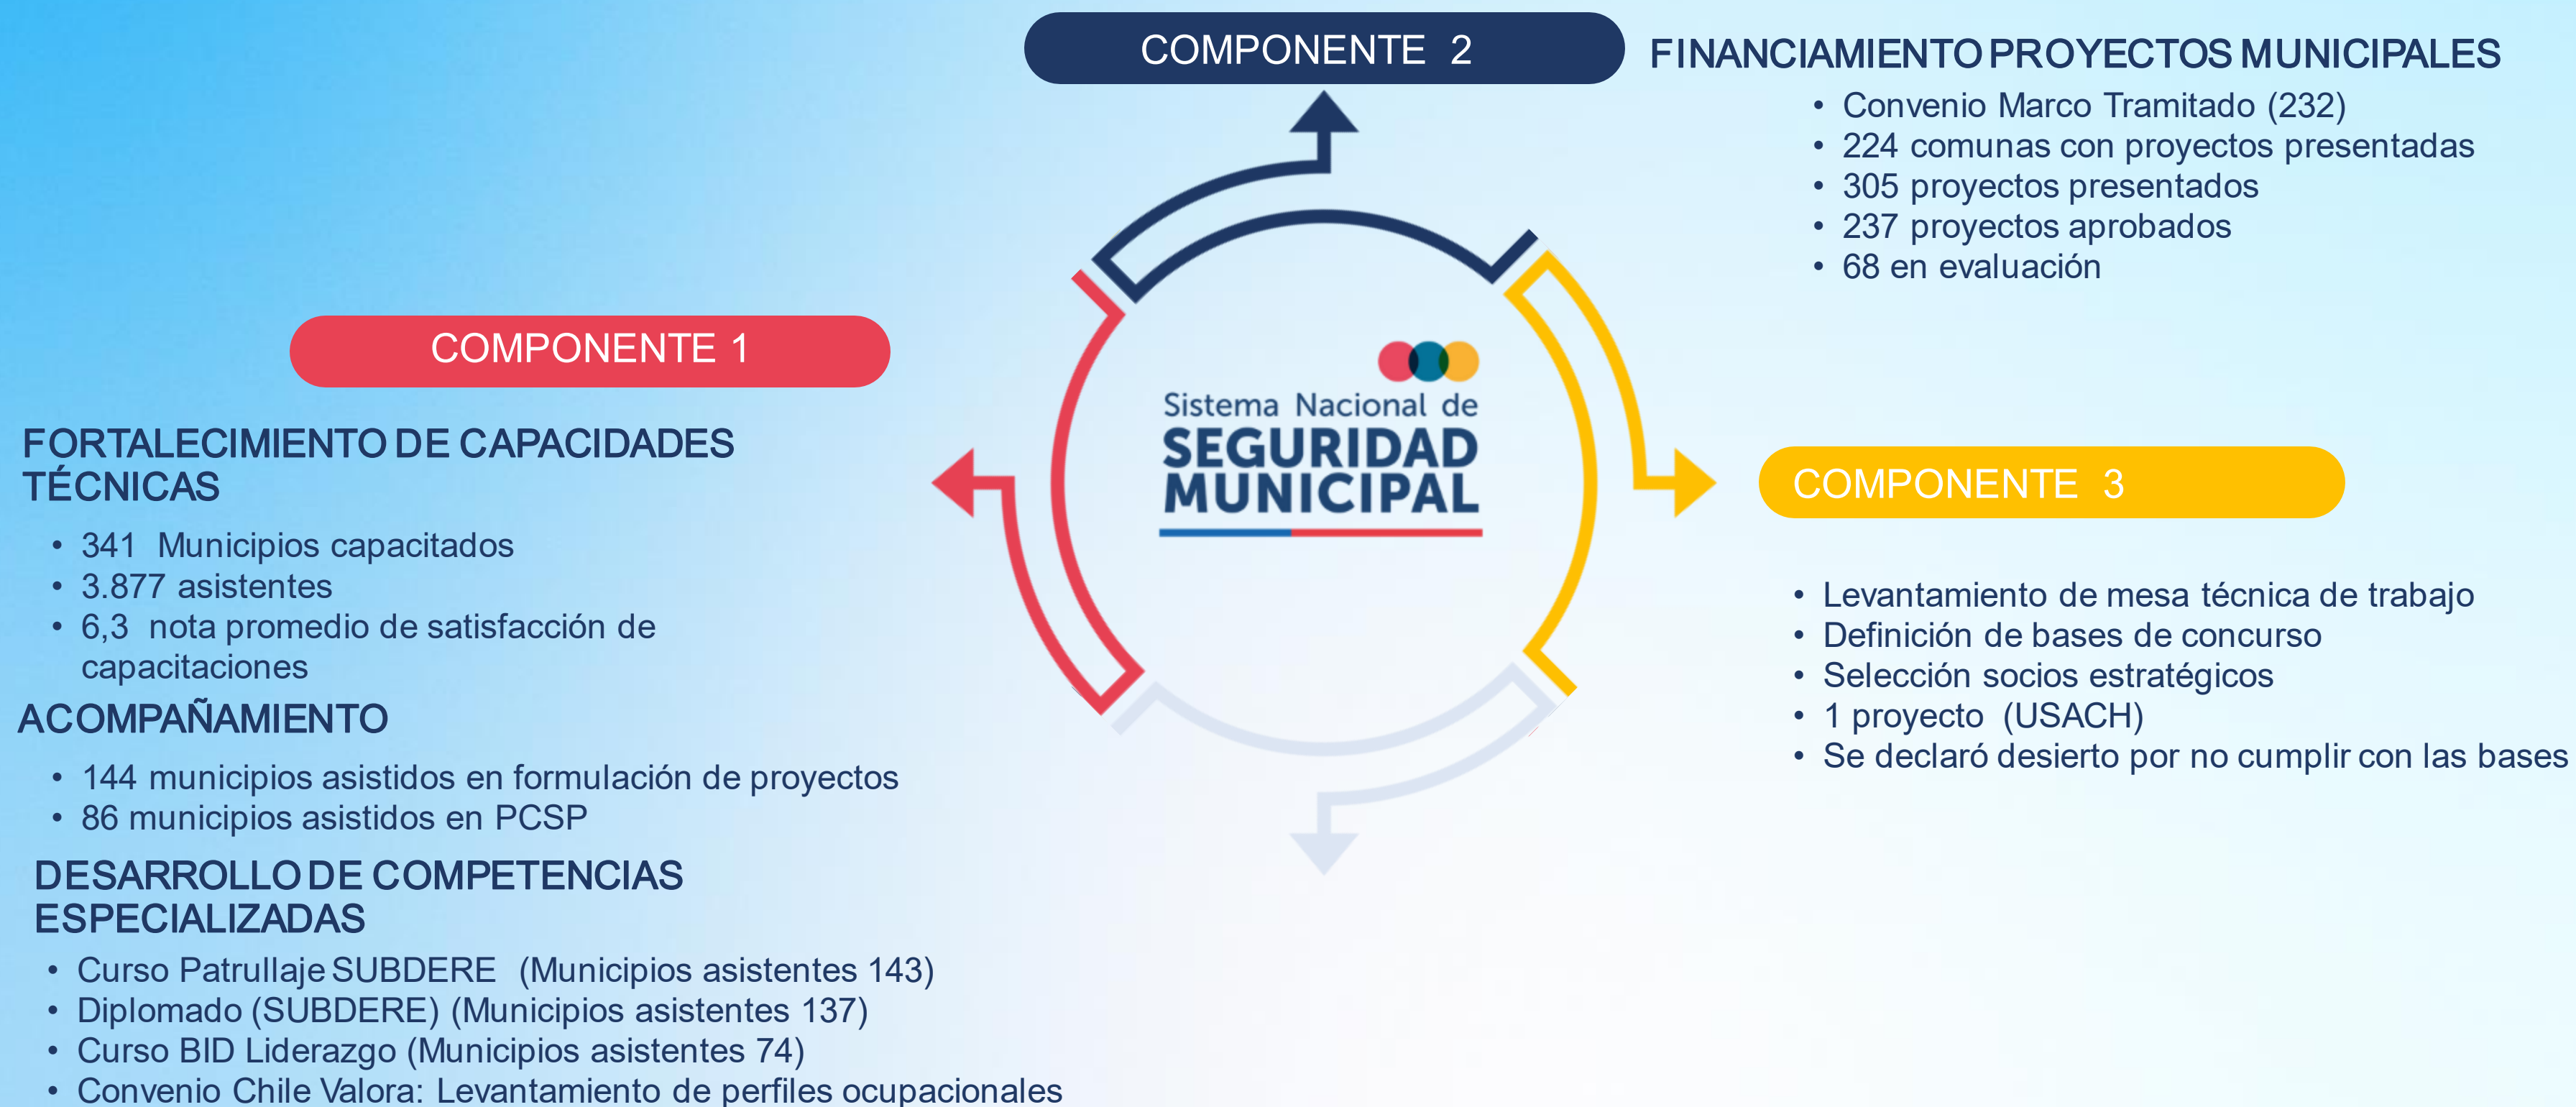 COMPONENTE 2
FINANCIAMIENTO PROYECTOS MUNICIPALES
• Convenio Marco Tramitado (232)
• 224 comunas con proyectos presentadas
• 305 proyectos presentados
• 237 proyectos aprobados
• 68 en evaluación
COMPONENTE 1
FORTALECIMIENTO DE CAPACIDADES
TÉCNICAS
• 341 Municipios capacitados
• 3.877 asistentes
• 6,3 nota promedio de satisfacción de
capacitaciones
ACOMPAÑAMIENTO
• 144 municipios asistidos en formulación de proyectos
• 86 municipios asistidos en PCSP
DESARROLLO DE COMPETENCIAS
ESPECIALIZADAS
• Curso Patrullaje SUBDERE (Municipios asistentes 143)
• Diplomado (SUBDERE) (Municipios asistentes 137)
• Curso BID Liderazgo (Municipios asistentes 74)
• Convenio Chile Valora: Levantamiento de perfiles ocupacionales
Sistema Nacional de
SEGURIDAD
MUNICIPAL
COMPONENTE 3
• Levantamiento de mesa técnica de trabajo
• Definición de bases de concurso
• Selección socios estratégicos
• 1 proyecto (USACH)
• Se declaró desierto por no cumplir con las bases